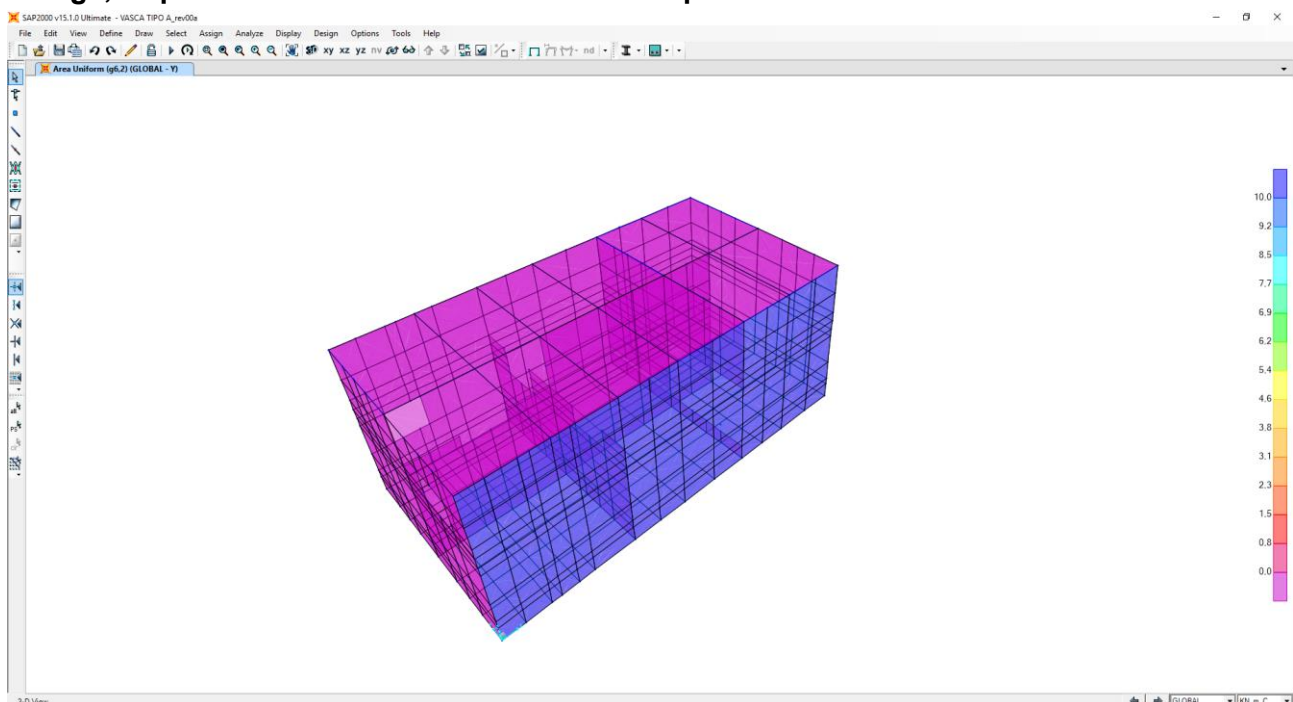 SAP2000 v15.1.0 Ultimate - VASCA TIPO A_rev00a
File Edit View Define Draw Select Assign Analyze Display Design Options Tools Help
xy xz yz nv nd
Area Uniform (g6,2) (GLOBAL - Y)
10.0
9.2
8.5
7.7
6.9
6.2
5.4
4.6
3.8
3.1
2.3
1.5
0.8
0.0
3-D View
GLOBAL